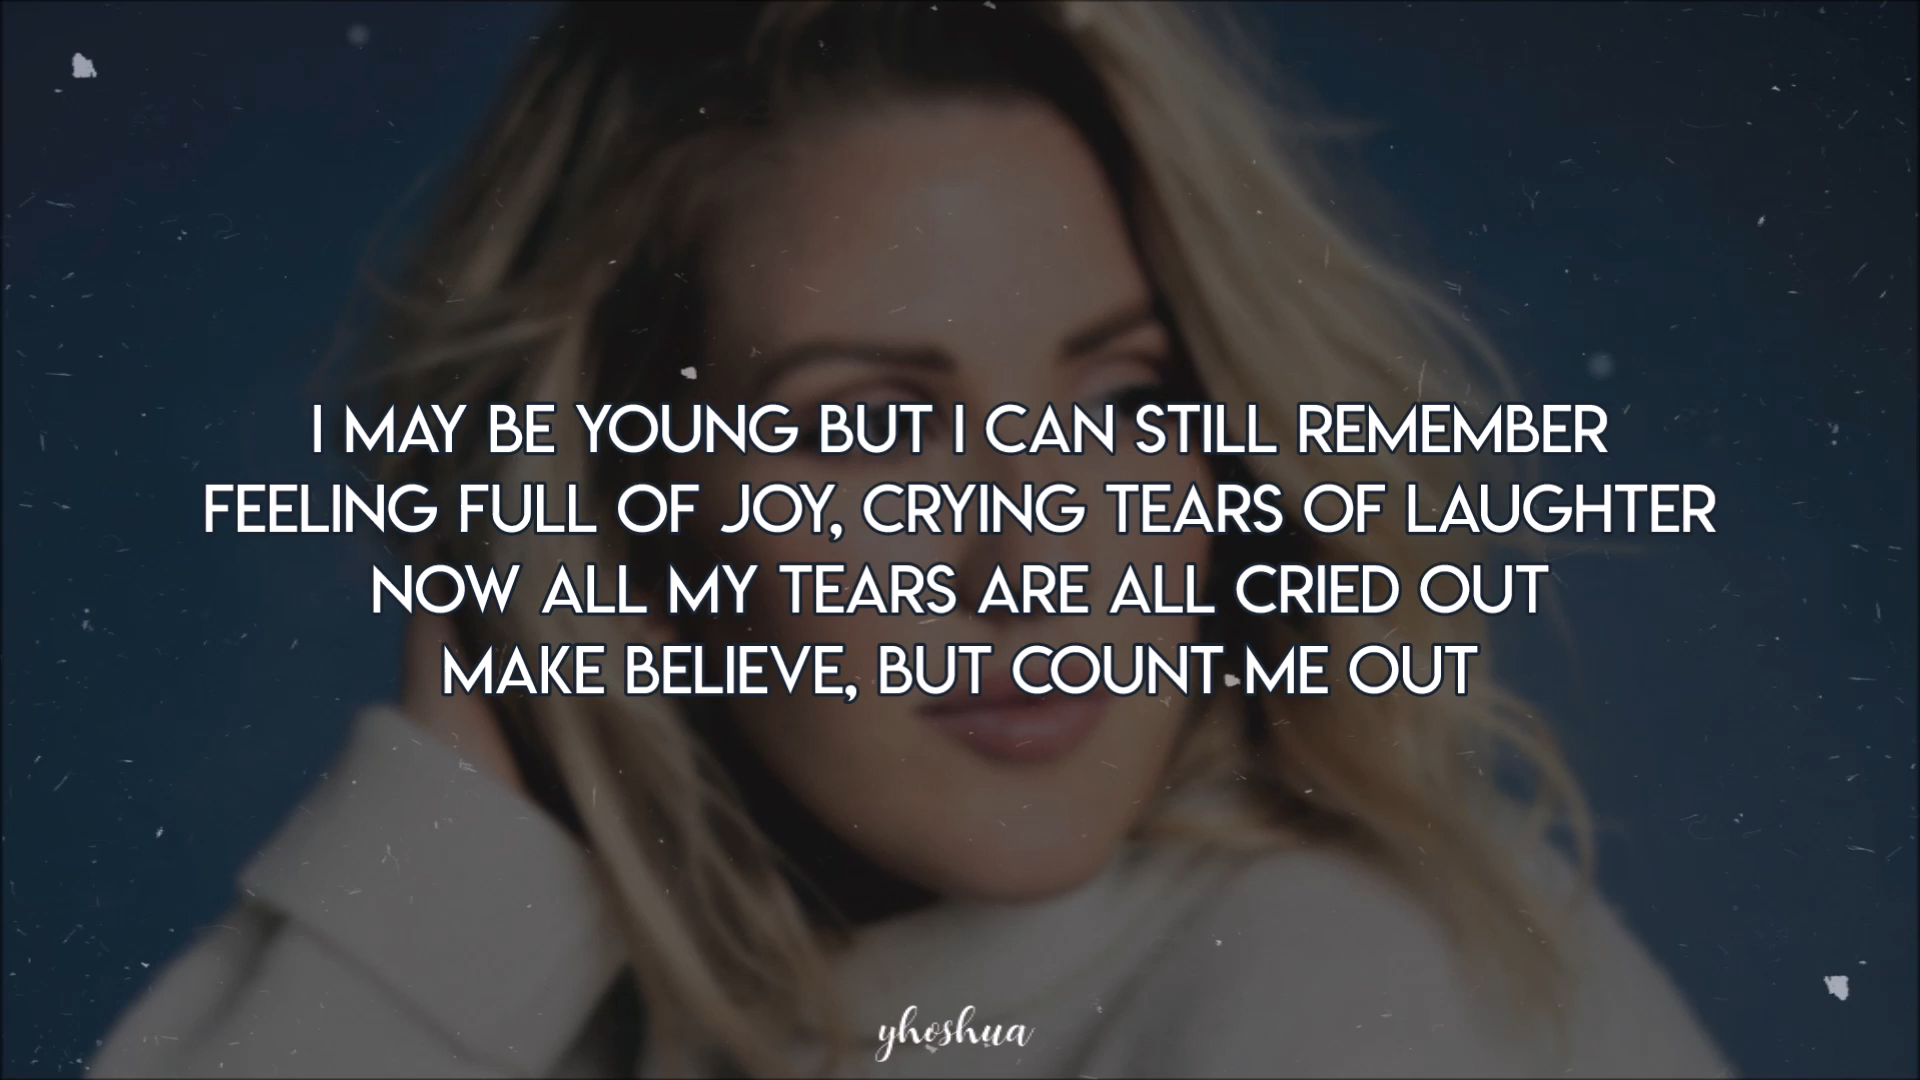 I MAY BE YOUNG BUT I CAN STILL REMEMBER
FEELING FULL OF JOY, CRYING TEARS OF LAUGHTER
NOW ALL MY TEARS ARE ALL CRIED OUT
MAKE BELIEVE, BUT COUNT ME OUT
yhoshua